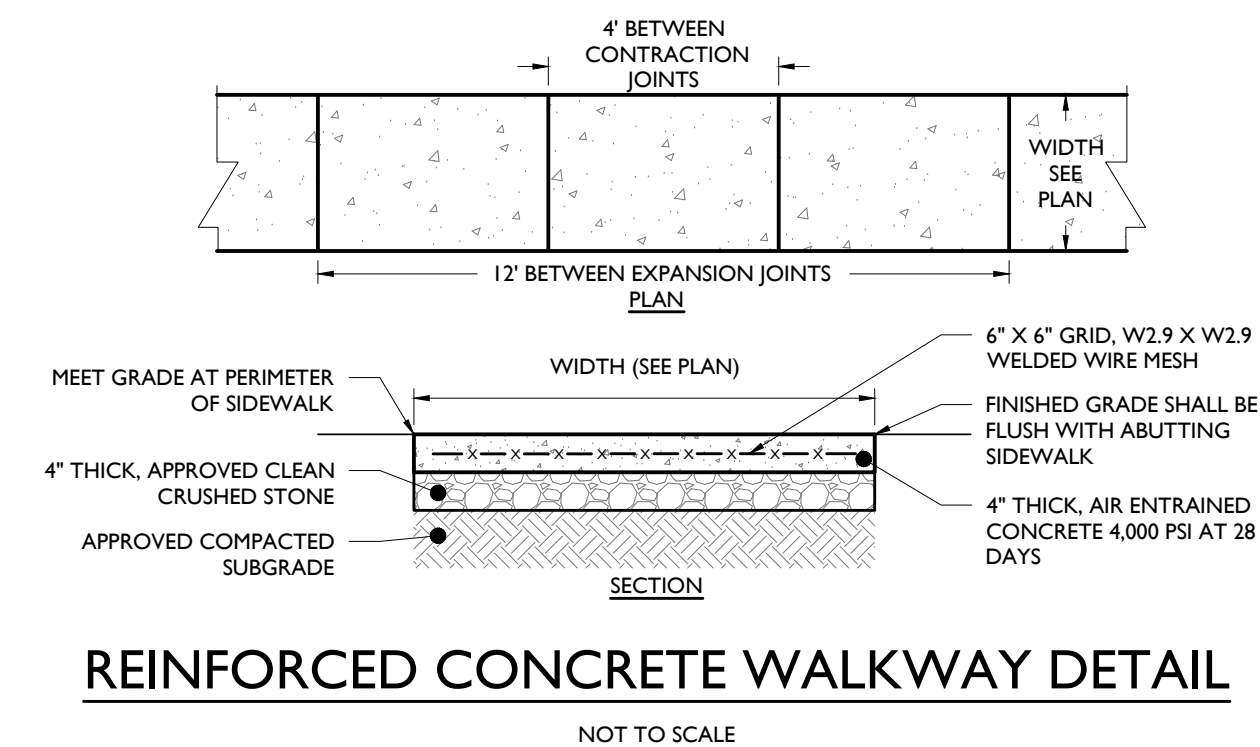 4' BETWEEN
CONTRACTION
JOINTS
WIDTH
SEE
PLAN
12' BETWEEN EXPANSION JOINTS
PLAN
MEET GRADE AT PERIMETER
OF SIDEWALK
4" THICK, APPROVED CLEAN
CRUSHED STONE
APPROVED COMPACTED
SUBGRADE
WIDTH (SEE PLAN)
X X X X X X X X
6" X 6" GRID, W2.9 X W2.9
WELDED WIRE MESH
FINISHED GRADE SHALL BE
FLUSH WITH ABUTTING
SIDEWALK
4" THICK, AIR ENTRAINED
CONCRETE 4,000 PSI AT 28
DAYS
SECTION
REINFORCED CONCRETE WALKWAY DETAIL
NOT TO SCALE